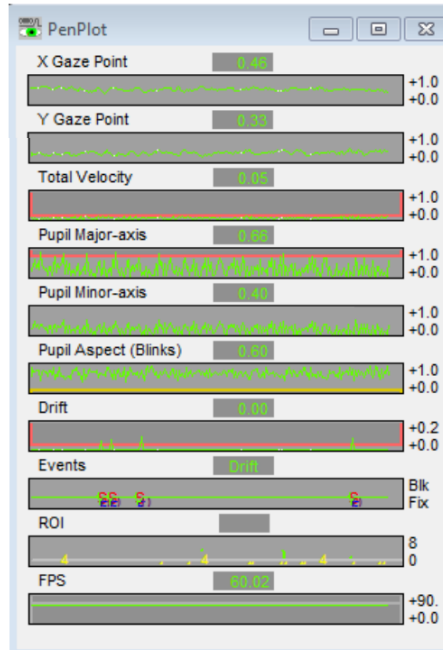 PenPlot
X Gaze Point 0.46
+1.0
+0.0
Y Gaze Point 0.33
+1.0
+0.0
Total Velocity 0.05
+1.0
+0.0
Pupil Major-axis 0.66
+1.0
+0.0
Pupil Minor-axis 0.40
+1.0
+0.0
Pupil Aspect (Blinks) 0.60
+1.0
+0.0
Drift 0.00
+0.2
+0.0
Events Drift
Blk
Fix
ROI
8
4 4 4
0
FPS 60.02
+90.
+0.0